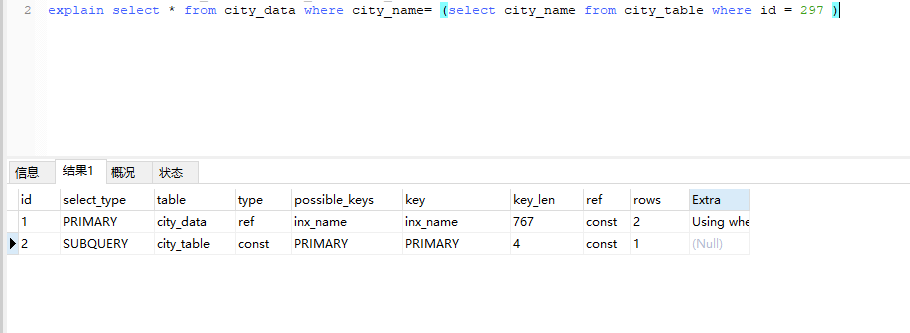 2 explain select * from city_data where city_name= (select city_name from city_table where id = 297 )
信息 结果1 概况 状态
id select_type table type possible_keys key key_len ref rows Extra
1 PRIMARY city_data ref inx_name inx_name 767 const 2 Using whe
2 SUBQUERY city_table const PRIMARY PRIMARY 4 const 1 (Null)